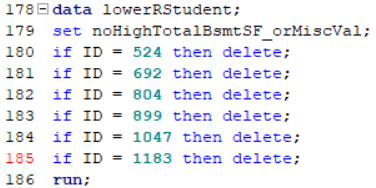 178 data lowerRStudent;
179 set noHighTotalBsmtSF_orMiscVal;
180 if ID = 524 then delete;
181 if ID = 692 then delete;
182 if ID = 804 then delete;
183 if ID = 899 then delete;
184 if ID = 1047 then delete;
185 if ID = 1183 then delete;
186 run;